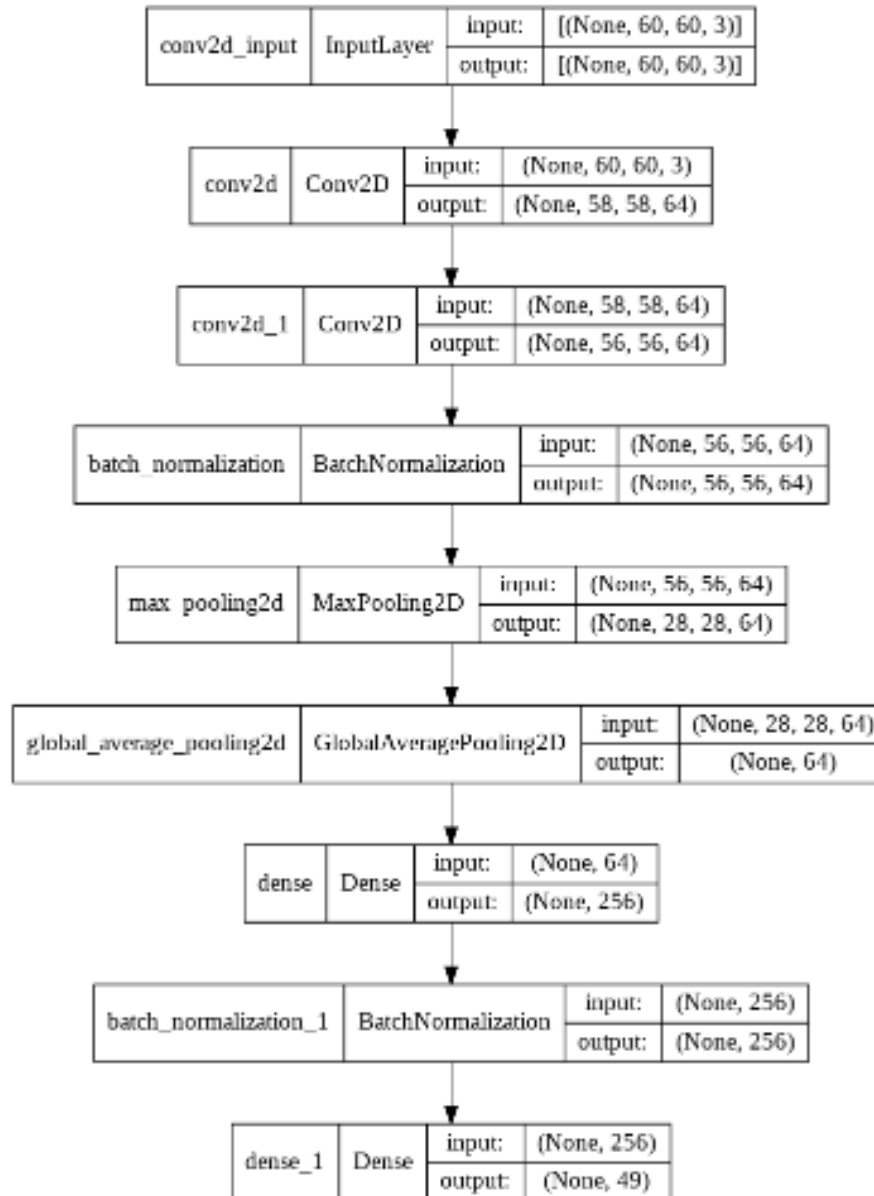 conv2d_input InputLayer input: [(None, 60, 60, 3)]
output: [(None, 60, 60, 3)]
conv2d Conv2D input: (None, 60, 60, 3)
output: (None, 58, 58, 64)
conv2d_1 Conv2D input: (None, 58, 58, 64)
output: (None, 56, 56, 64)
batch_normalization BatchNormalization input: (None, 56, 56, 64)
output: (None, 56, 56, 64)
max_pooling2d MaxPooling2D input: (None, 56, 56, 64)
output: (None, 28, 28, 64)
global_average_pooling2d GlobalAveragePooling2D input: (None, 28, 28, 64)
output: (None, 64)
dense Dense input: (None, 64)
output: (None, 256)
batch_normalization_1 BatchNormalization input: (None, 256)
output: (None, 256)
dense_1 Dense input: (None, 256)
output: (None, 49)